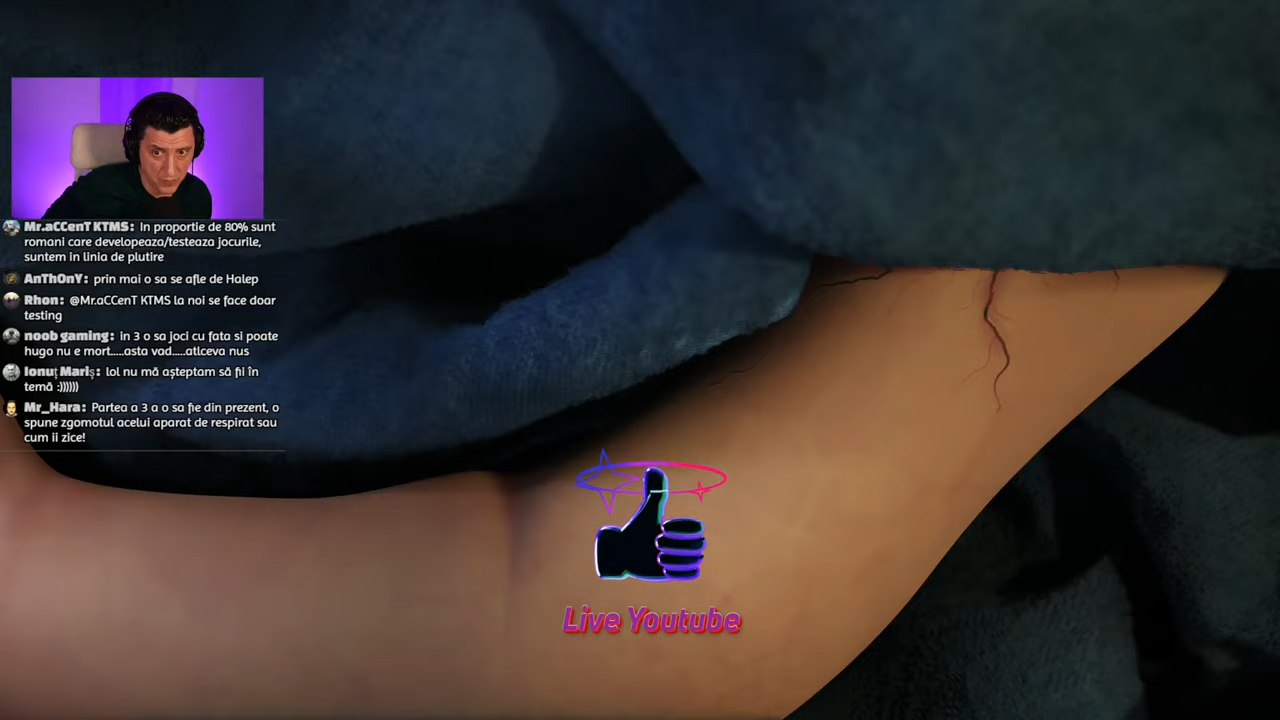 Mr.aCCenT KTMS: In proportie de 80% sunt
romani care developeaza/testeaza jocurile,
suntem in linia de plutire
AnThOnY: prin mai o sa se afle de Halep
Rhon: @Mr.aCCenT KTMS la noi se face doar
testing
noob gaming: in 3 o sa joci cu fata si poate
hugo nu e mort.....asta vad.....atlceva nus
Ionuț Mariș: lol nu mă așteptam să fii în
temă :))))))
Mr_Hara: Partea a 3 a o sa fie din prezent, o
spune zgomotul acelui aparat de respirat sau
cum ii zice!
Live Youtube